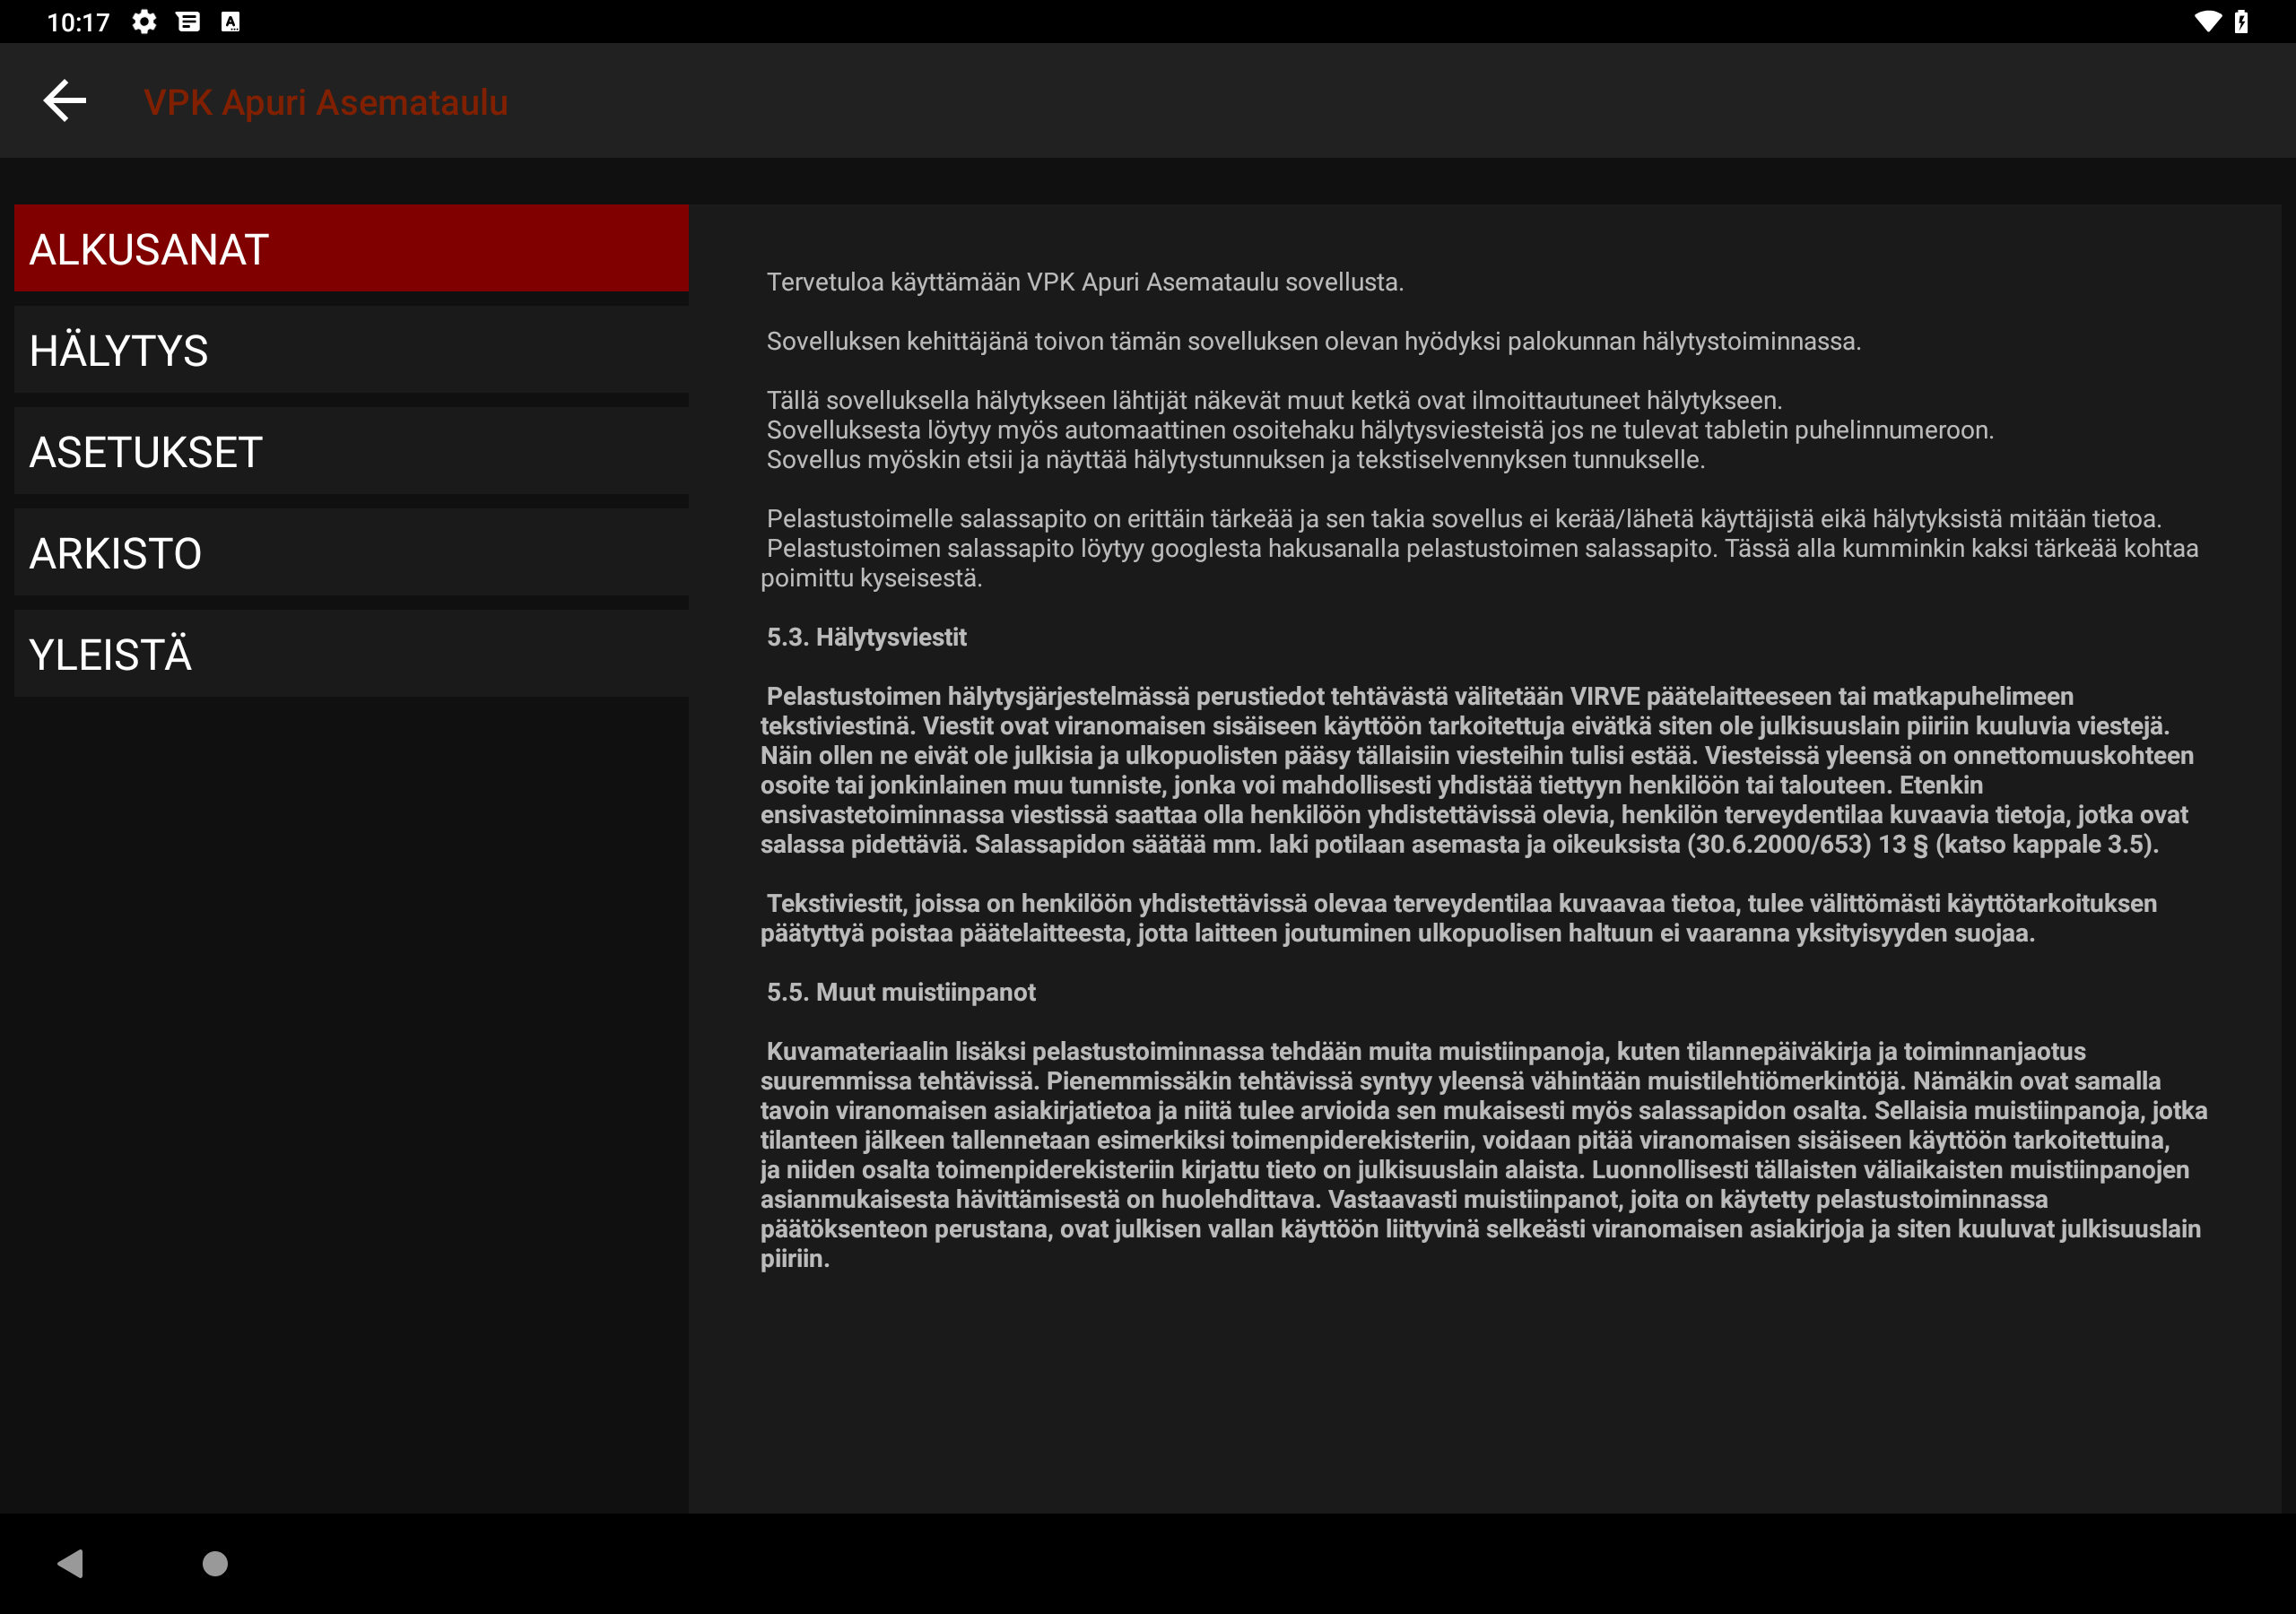 10:17
VPK Apuri Asemataulu
ALKUSANAT
HÄLYTYS
ASETUKSET
ARKISTO
YLEISTÄ
Tervetuloa käyttämään VPK Apuri Asemataulu sovellusta.
Sovelluksen kehittäjänä toivon tämän sovelluksen olevan hyödyksi palokunnan hälytystoiminnassa.
Tällä sovelluksella hälytykseen lähtijät näkevät muut ketkä ovat ilmoittautuneet hälytykseen.
Sovelluksesta löytyy myös automaattinen osoitehaku hälytysviesteistä jos ne tulevat tabletin puhelinnumeroon.
Sovellus myöskin etsii ja näyttää hälytystunnuksen ja tekstiselvennyksen tunnukselle.
Pelastustoimelle salassapito on erittäin tärkeää ja sen takia sovellus ei kerää/lähetä käyttäjistä eikä hälytyksistä mitään tietoa.
Pelastustoimen salassapito löytyy googlesta hakusanalla pelastustoimen salassapito. Tässä alla kumminkin kaksi tärkeää kohtaa
poimittu kyseisestä.
5.3. Hälytysviestit
Pelastustoimen hälytysjärjestelmässä perustiedot tehtävästä välitetään VIRVE päätelaitteeseen tai matkapuhelimeen
tekstiviestinä. Viestit ovat viranomaisen sisäiseen käyttöön tarkoitettuja eivätkä siten ole julkisuuslain piiriin kuuluvia viestejä.
Näin ollen ne eivät ole julkisia ja ulkopuolisten pääsy tällaisiin viesteihin tulisi estää. Viesteissä yleensä on onnettomuuskohteen
osoite tai jonkinlainen muu tunniste, jonka voi mahdollisesti yhdistää tiettyyn henkilöön tai talouteen. Etenkin
ensivastetoiminnassa viestissä saattaa olla henkilöön yhdistettävissä olevia, henkilön terveydentilaa kuvaavia tietoja, jotka ovat
salassa pidettäviä. Salassapidon säätää mm. laki potilaan asemasta ja oikeuksista (30.6.2000/653) 13 § (katso kappale 3.5).
Tekstiviestit, joissa on henkilöön yhdistettävissä olevaa terveydentilaa kuvaavaa tietoa, tulee välittömästi käyttötarkoituksen
päätyttyä poistaa päätelaitteesta, jotta laitteen joutuminen ulkopuolisen haltuun ei vaaranna yksityisyyden suojaa.
5.5. Muut muistiinpanot
Kuvamateriaalin lisäksi pelastustoiminnassa tehdään muita muistiinpanoja, kuten tilannepäiväkirja ja toiminnanjaotus
suuremmissa tehtävissä. Pienemmissäkin tehtävissä syntyy yleensä vähintään muistilehtiömerkintöjä. Nämäkin ovat samalla
tavoin viranomaisen asiakirjatietoa ja niitä tulee arvioida sen mukaisesti myös salassapidon osalta. Sellaisia muistiinpanoja, jotka
tilanteen jälkeen tallennetaan esimerkiksi toimenpiderekisteriin, voidaan pitää viranomaisen sisäiseen käyttöön tarkoitettuina,
ja niiden osalta toimenpiderekisteriin kirjattu tieto on julkisuuslain alaista. Luonnollisesti tällaisten väliaikaisten muistiinpanojen
asianmukaisesta hävittämisestä on huolehdittava. Vastaavasti muistiinpanot, joita on käytetty pelastustoiminnassa
päätöksenteon perustana, ovat julkisen vallan käyttöön liittyvinä selkeästi viranomaisen asiakirjoja ja siten kuuluvat julkisuuslain
piiriin.